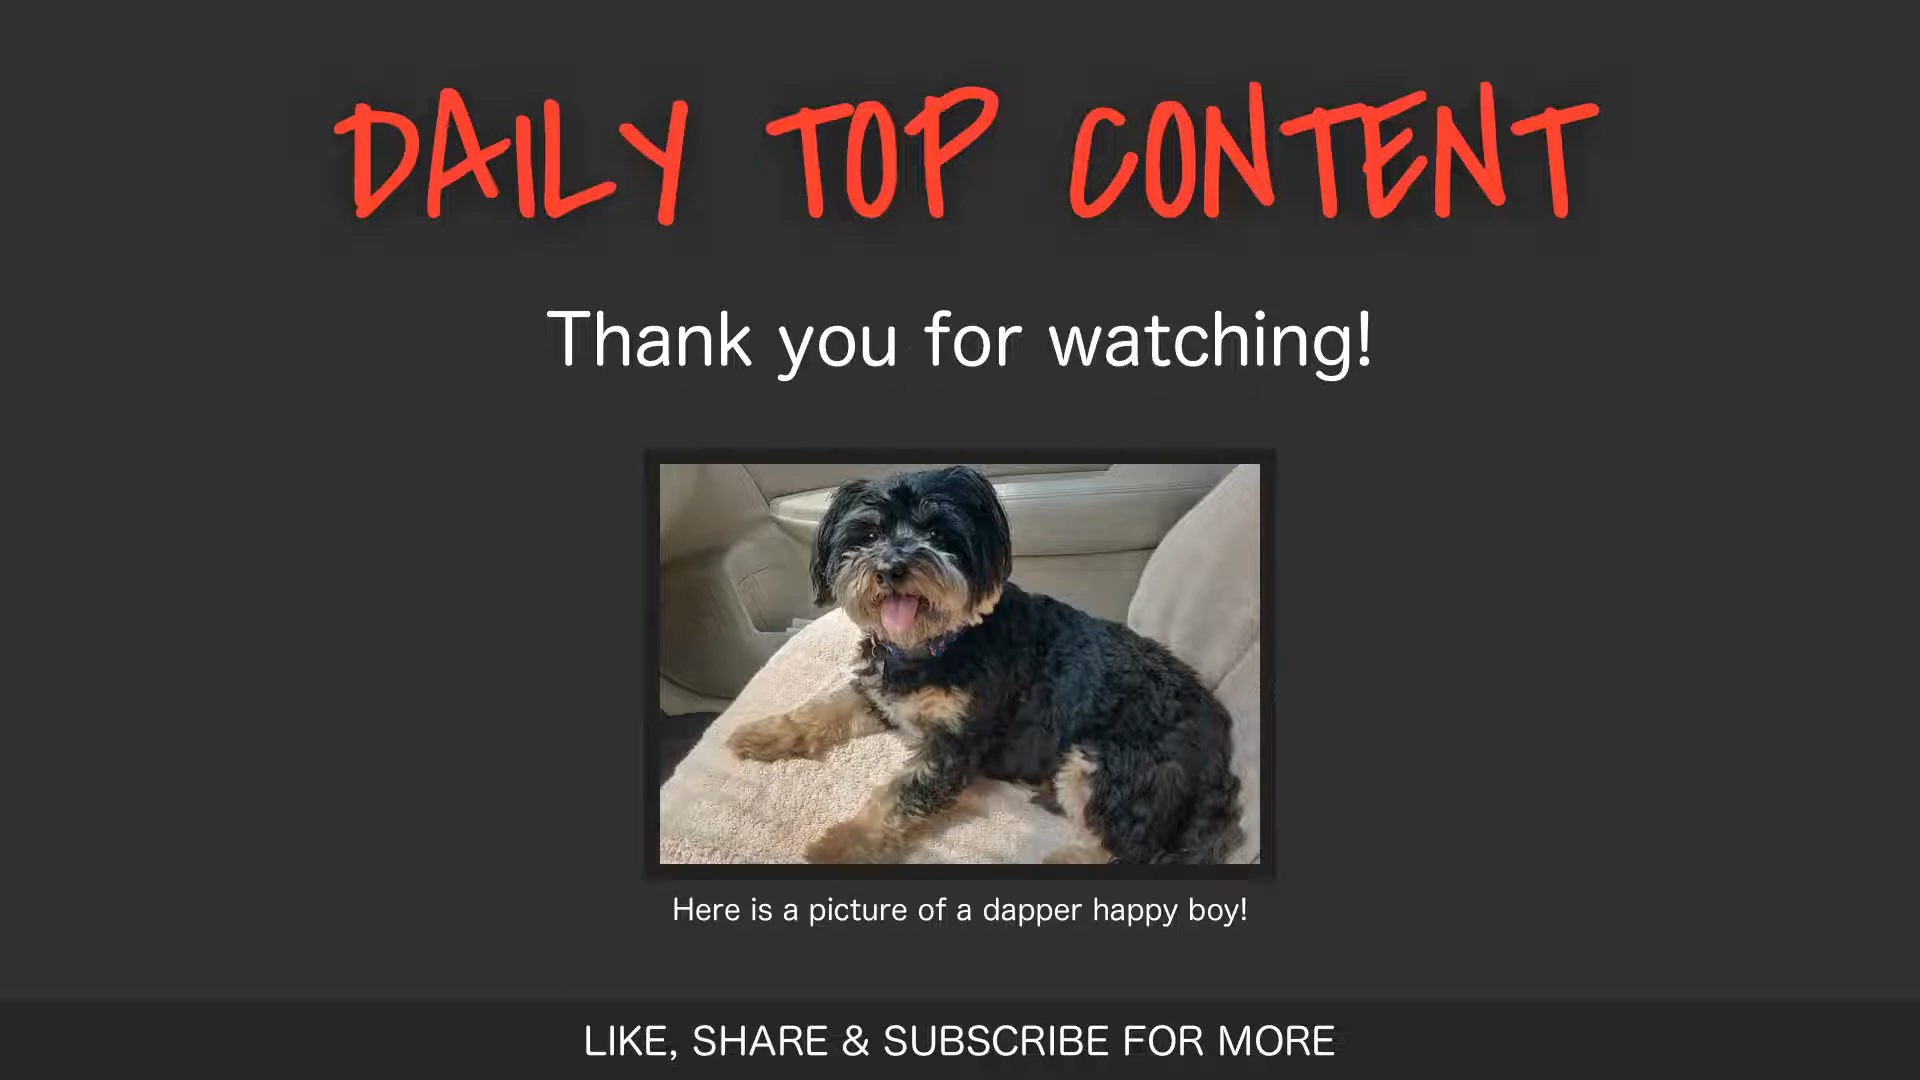 DAILY TOP CONTENT
Thank you for watching!
Here is a picture of a dapper happy boy!
LIKE, SHARE & SUBSCRIBE FOR MORE